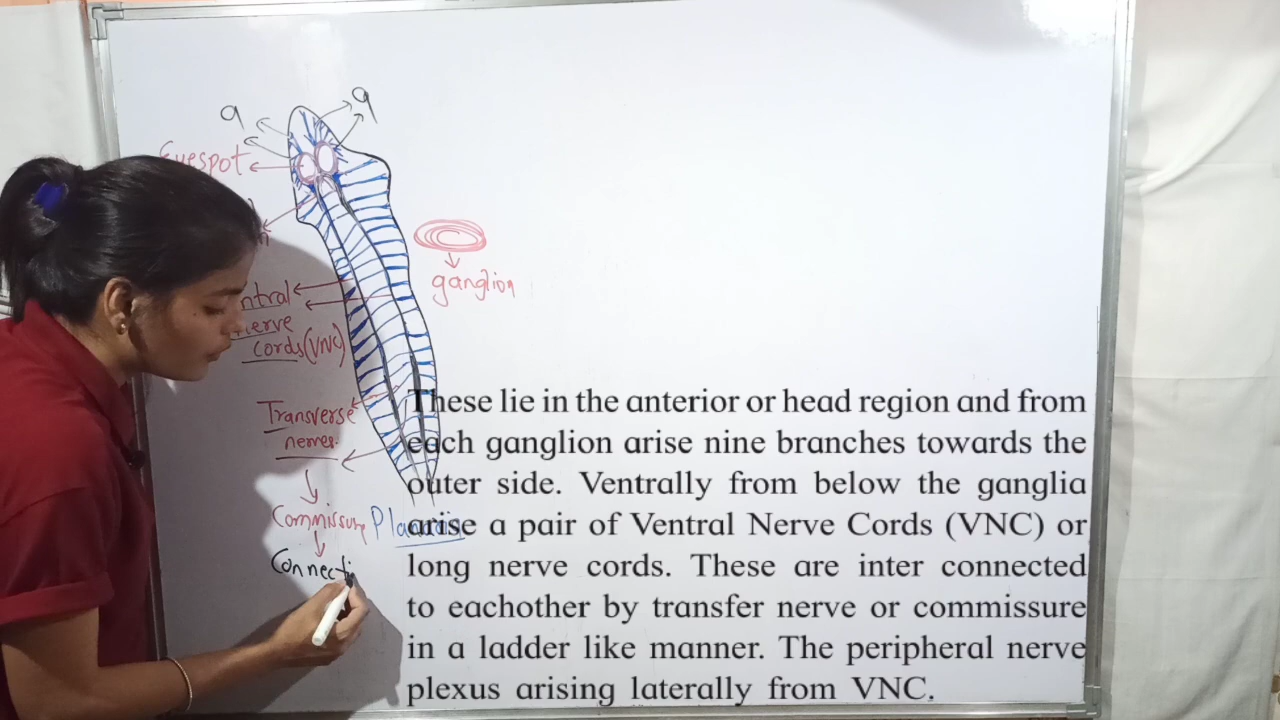 9
9
Eyespot
ganglion
ntral
nerve
cords (VNC)
Transverse
nerves.
Commissure
Planaria
Connecti
These lie in the anterior or head region and from
each ganglion arise nine branches towards the
outer side. Ventrally from below the ganglia
arise a pair of Ventral Nerve Cords (VNC) or
long nerve cords. These are inter connected
to eachother by transfer nerve or commissure
in a ladder like manner. The peripheral nerve
plexus arising laterally from VNC.